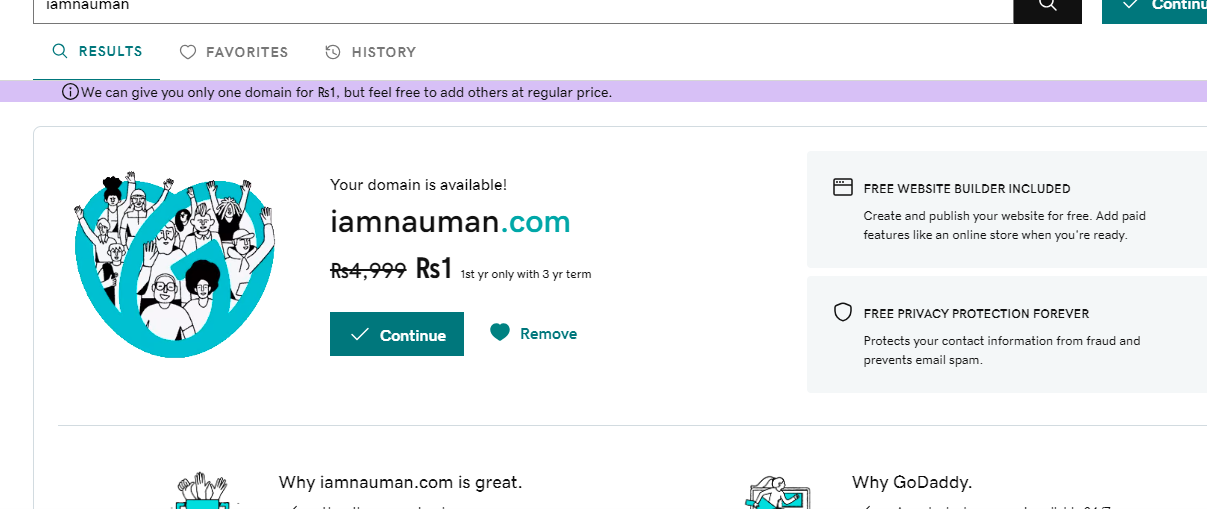 iamnauman
Continu
RESULTS FAVORITES HISTORY
We can give you only one domain for Rs1, but feel free to add others at regular price.
Your domain is available!
iamnauman.com
Rs4,999 Rs1 1st yr only with 3 yr term
Continue Remove
FREE WEBSITE BUILDER INCLUDED
Create and publish your website for free. Add paid
features like an online store when you're ready.
FREE PRIVACY PROTECTION FOREVER
Protects your contact information from fraud and
prevents email spam.
Why iamnauman.com is great.
Why GoDaddy.